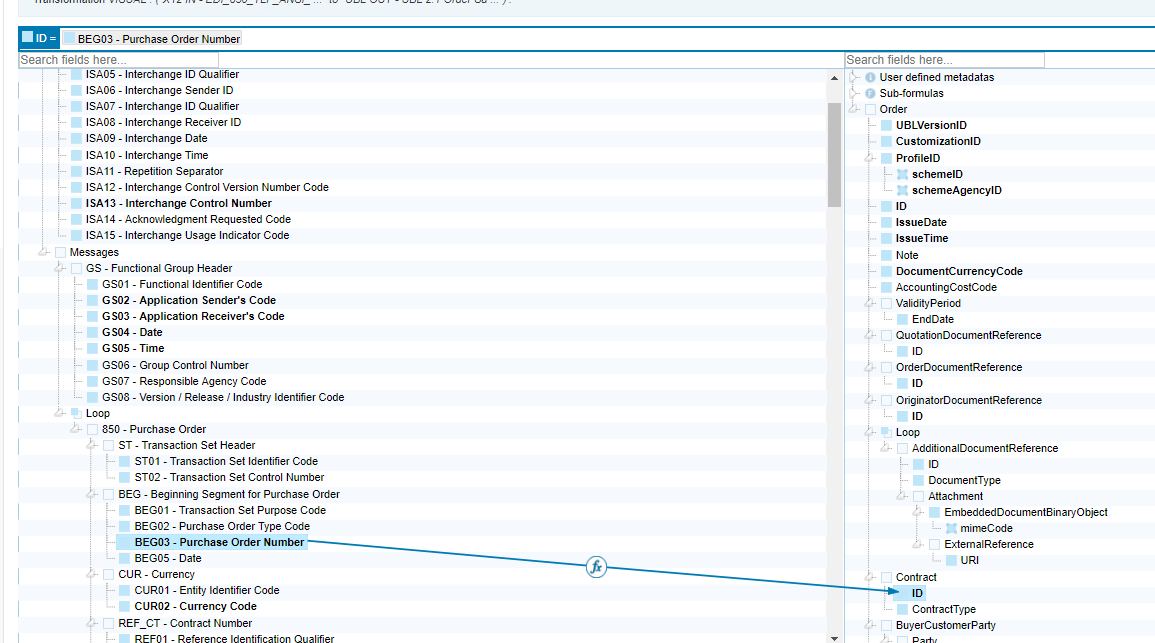 Transformation VISUAL : ( X12 IN - EDI_850_TLF_ANSI_ ... to UBL OUT - UBL 2.1 Order Sa ... ) .
ID = BEG03 - Purchase Order Number
Search fields here...
ISA05 - Interchange ID Qualifier
ISA06 - Interchange Sender ID
ISA07 - Interchange ID Qualifier
ISA08 - Interchange Receiver ID
ISA09 - Interchange Date
ISA10 - Interchange Time
ISA11 - Repetition Separator
ISA12 - Interchange Control Version Number Code
ISA13 - Interchange Control Number
ISA14 - Acknowledgment Requested Code
ISA15 - Interchange Usage Indicator Code
Messages
GS - Functional Group Header
GS01 - Functional Identifier Code
GS02 - Application Sender's Code
GS03 - Application Receiver's Code
GS04 - Date
GS05 - Time
GS06 - Group Control Number
GS07 - Responsible Agency Code
GS08 - Version / Release / Industry Identifier Code
Loop
850 - Purchase Order
ST - Transaction Set Header
ST01 - Transaction Set Identifier Code
ST02 - Transaction Set Control Number
BEG - Beginning Segment for Purchase Order
BEG01 - Transaction Set Purpose Code
BEG02 - Purchase Order Type Code
BEG03 - Purchase Order Number
BEG05 - Date
CUR - Currency
CUR01 - Entity Identifier Code
CUR02 - Currency Code
REF_CT - Contract Number
REF01 - Reference Identification Qualifier
fx
Search fields here...
User defined metadatas
Sub-formulas
Order
UBLVersionID
CustomizationID
ProfileID
schemeID
schemeAgencyID
ID
IssueDate
IssueTime
Note
DocumentCurrencyCode
AccountingCostCode
ValidityPeriod
EndDate
QuotationDocumentReference
ID
OrderDocumentReference
ID
OriginatorDocumentReference
ID
Loop
AdditionalDocumentReference
ID
DocumentType
Attachment
EmbeddedDocumentBinaryObject
mimeCode
ExternalReference
URI
Contract
ID
ContractType
BuyerCustomerParty
Party